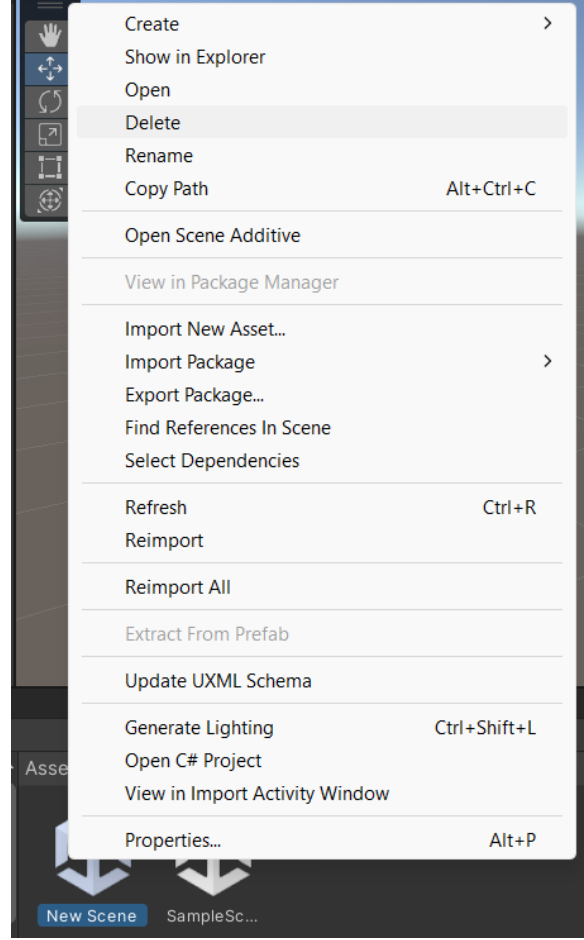 Create
Show in Explorer
Open
Delete
Rename
Copy Path Alt+Ctrl+C
Open Scene Additive
View in Package Manager
Import New Asset...
Import Package
Export Package...
Find References In Scene
Select Dependencies
Refresh Ctrl+R
Reimport
Reimport All
Extract From Prefab
Update UXML Schema
Generate Lighting Ctrl+Shift+L
Open C# Project
Asse
View in Import Activity Window
Properties... Alt+P
New Scene SampleSc...